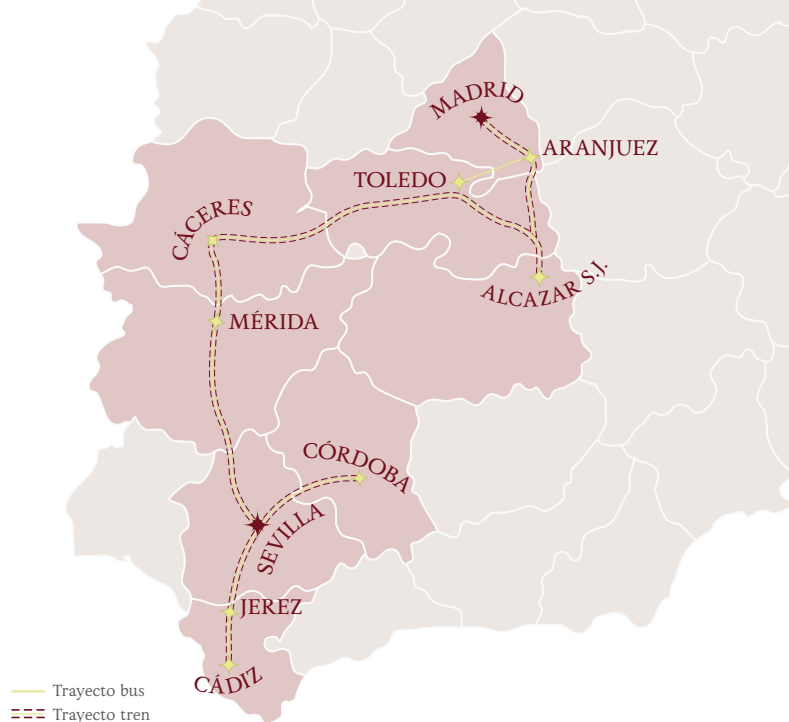 MADRID
ARANJUEZ
TOLEDO
CÁCERES
ALCAZAR S.J.
MÉRIDA
CÓRDOBA
SEVILLA
JEREZ
CÁDIZ
Trayecto bus
Trayecto tren